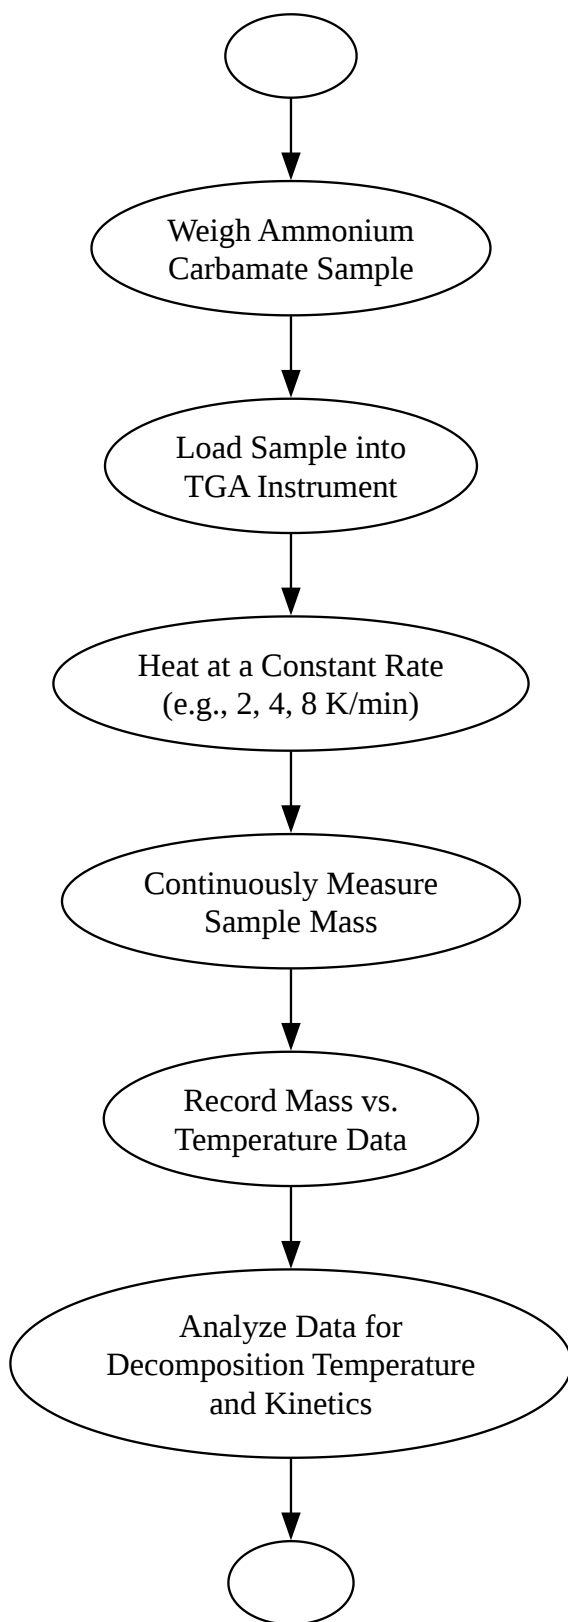 Weigh Ammonium
Carbamate Sample
Load Sample into
TGA Instrument
Heat at a Constant Rate
(e.g., 2, 4, 8 K/min)
Continuously Measure
Sample Mass
Record Mass vs.
Temperature Data
Analyze Data for
Decomposition Temperature
and Kinetics